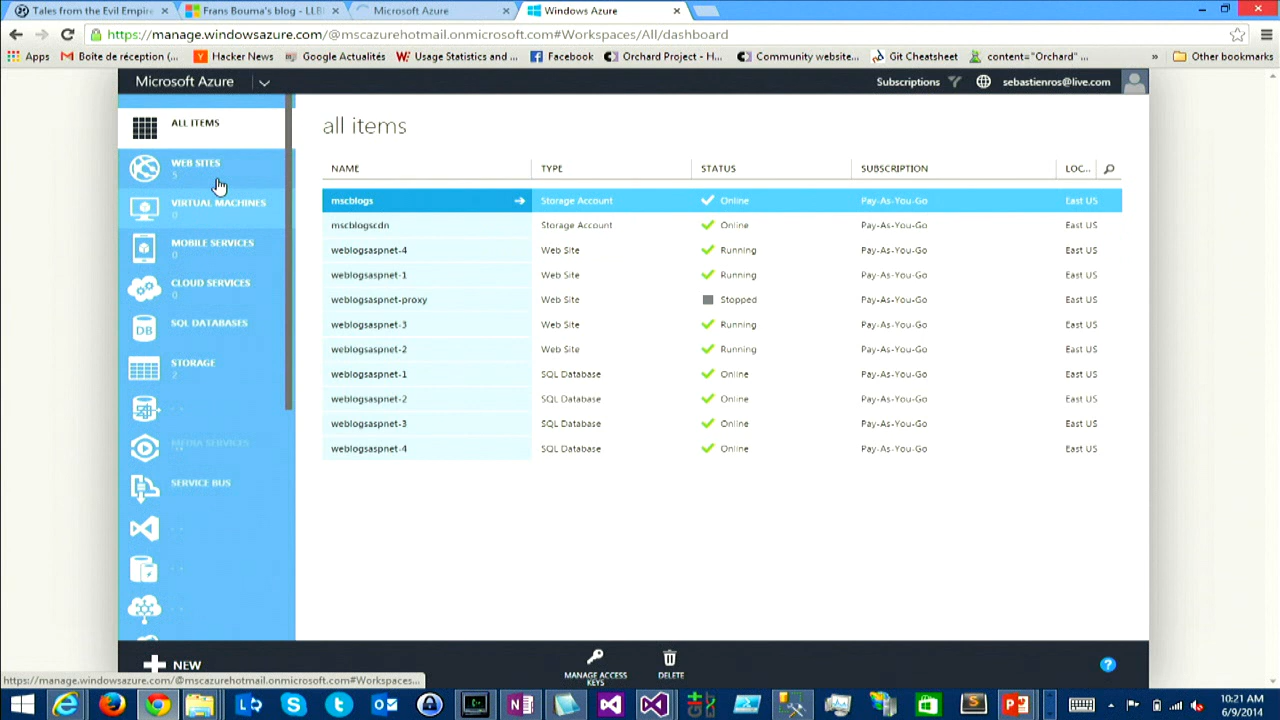 Tales from the Evil Empire
Frans Bouma's blog - LLBL
Microsoft Azure
Windows Azure
https://manage.windowsazure.com/@mscazurehotmail.onmicrosoft.com#Workspaces/All/dashboard
Apps
Boîte de réception (...
Hacker News
Google Actualités
Usage Statistics and ...
Facebook
Orchard Project - H...
Community website...
Git Cheatsheet
content="Orchard" ...
»
Other bookmarks
Microsoft Azure
Subscriptions
sebastienros@live.com
ALL ITEMS
WEB SITES
5
VIRTUAL MACHINES
0
MOBILE SERVICES
0
CLOUD SERVICES
0
SQL DATABASES
STORAGE
2
MEDIA SERVICES
SERVICE BUS
all items
NAME TYPE STATUS SUBSCRIPTION LOC...
mscblogs Storage Account Online Pay-As-You-Go East US
mscblogscdn Storage Account Online Pay-As-You-Go East US
weblogsaspnet-4 Web Site Running Pay-As-You-Go East US
weblogsaspnet-1 Web Site Running Pay-As-You-Go East US
weblogsaspnet-proxy Web Site Stopped Pay-As-You-Go East US
weblogsaspnet-3 Web Site Running Pay-As-You-Go East US
weblogsaspnet-2 Web Site Running Pay-As-You-Go East US
weblogsaspnet-1 SQL Database Online Pay-As-You-Go East US
weblogsaspnet-2 SQL Database Online Pay-As-You-Go East US
weblogsaspnet-3 SQL Database Online Pay-As-You-Go East US
weblogsaspnet-4 SQL Database Online Pay-As-You-Go East US
NEW
MANAGE ACCESS
KEYS
DELETE
?
https://manage.windowsazure.com/@mscazurehotmail.onmicrosoft.com#Workspaces...
10:21 AM
6/9/2014